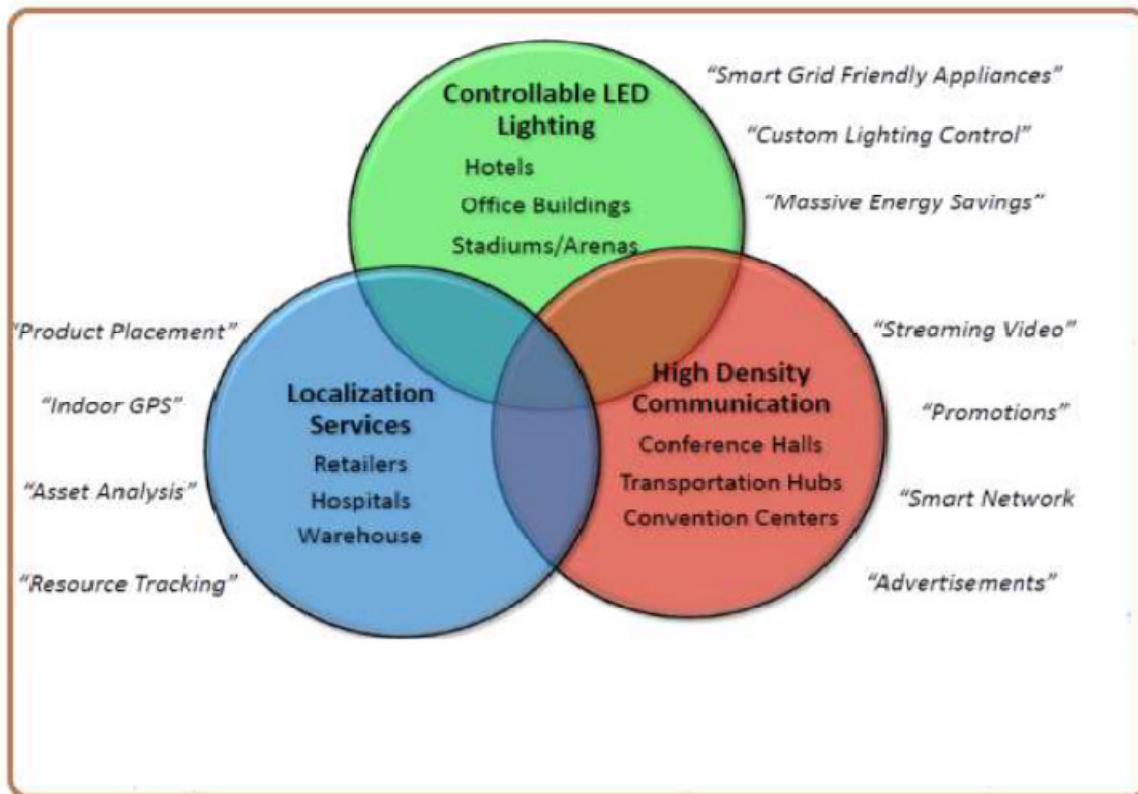 "Smart Grid Friendly Appliances"
Controllable LED
Lighting
"Custom Lighting Control"
Hotels
Office Buildings
"Massive Energy Savings"
Stadiums/Arenas
"Product Placement"
"Streaming Video"
Localization
Services
High Density
Communication
"Indoor GPS"
"Promotions"
Retailers
Hospitals
Warehouse
Conference Halls
Transportation Hubs
Convention Centers
"Asset Analysis"
"Smart Network
"Resource Tracking"
"Advertisements"